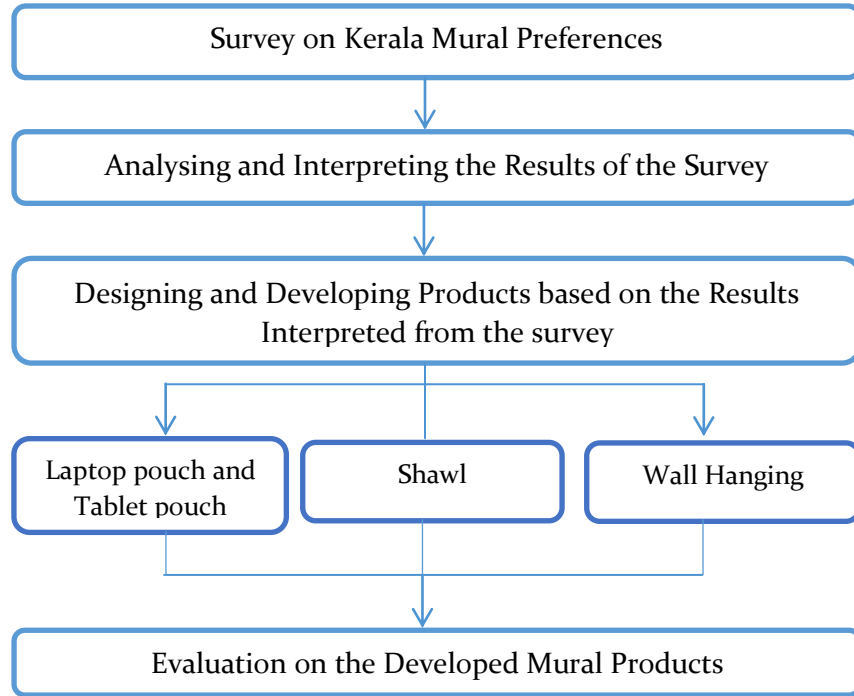 Survey on Kerala Mural Preferences
Analysing and Interpreting the Results of the Survey
Designing and Developing Products based on the Results
Interpreted from the survey
Laptop pouch and
Tablet pouch
Shawl
Wall Hanging
Evaluation on the Developed Mural Products